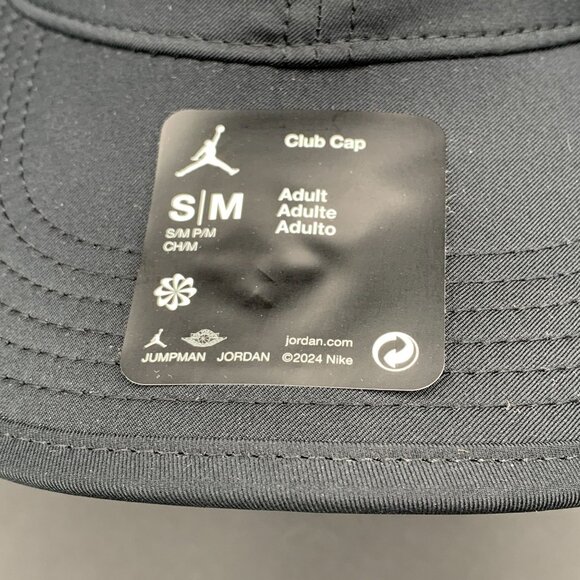 Club Cap
S|M
S/M P/M
CH/M
Adult
Adulte
Adulto
JUMPMAN JORDAN
jordan.com
©2024 Nike